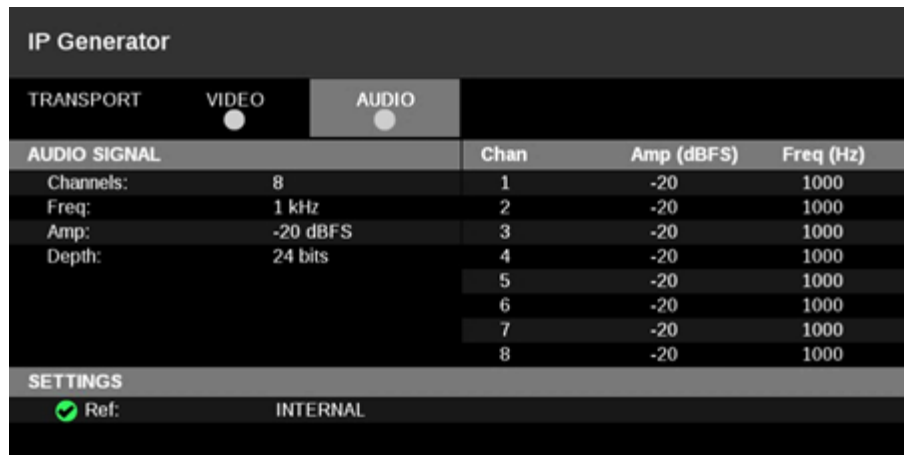 IP Generator
TRANSPORT VIDEO AUDIO
AUDIO SIGNAL Chan Amp (dBFS) Freq (Hz)
Channels: 8 1 -20 1000
Freq: 1 kHz 2 -20 1000
Amp: -20 dBFS 3 -20 1000
Depth: 24 bits 4 -20 1000
5 -20 1000
6 -20 1000
7 -20 1000
8 -20 1000
SETTINGS
Ref: INTERNAL